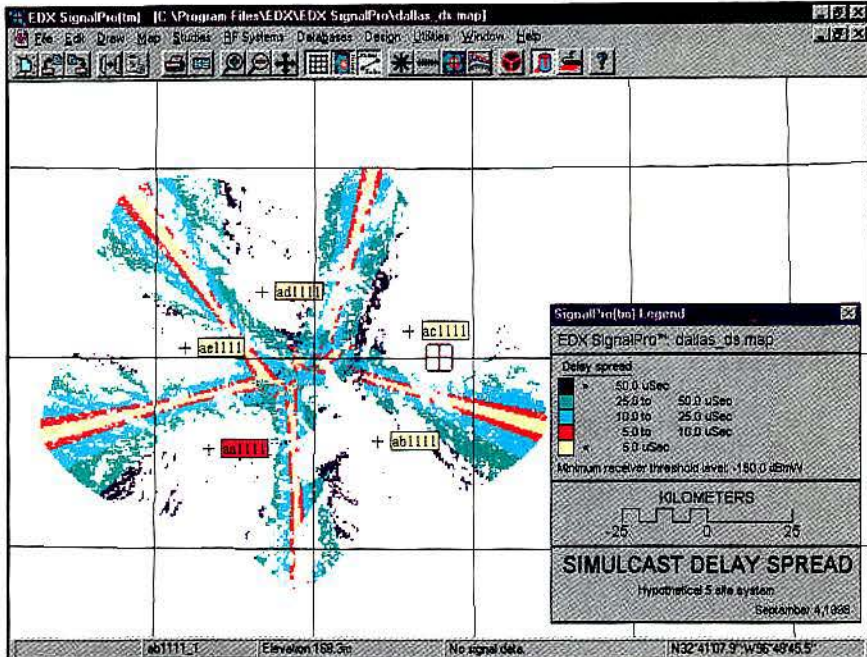 EDX SignalPro(tm) [C:\Program Files\EDX\EDX SignalPro\dallas_ds.map]
File Edit Draw Map Studies RF Systems Databases Design Utilities Window Help
ad1111
ac1111
ae1111
aa1111
ab1111
SignalPro(tm) Legend
EDX SignalPro™: dallas_ds.map
Delay spread
> 50.0 uSec
25.0 to 50.0 uSec
10.0 to 25.0 uSec
5.0 to 10.0 uSec
< 5.0 uSec
Minimum receiver threshold level: -150.0 dBmW
KILOMETERS
-25 0 25
SIMULCAST DELAY SPREAD
Hypothetical 5 site system
September 4, 1998
ab1111_1 Elevation 169.3m No signal data. N32°41'07.9";W96°48'45.5"